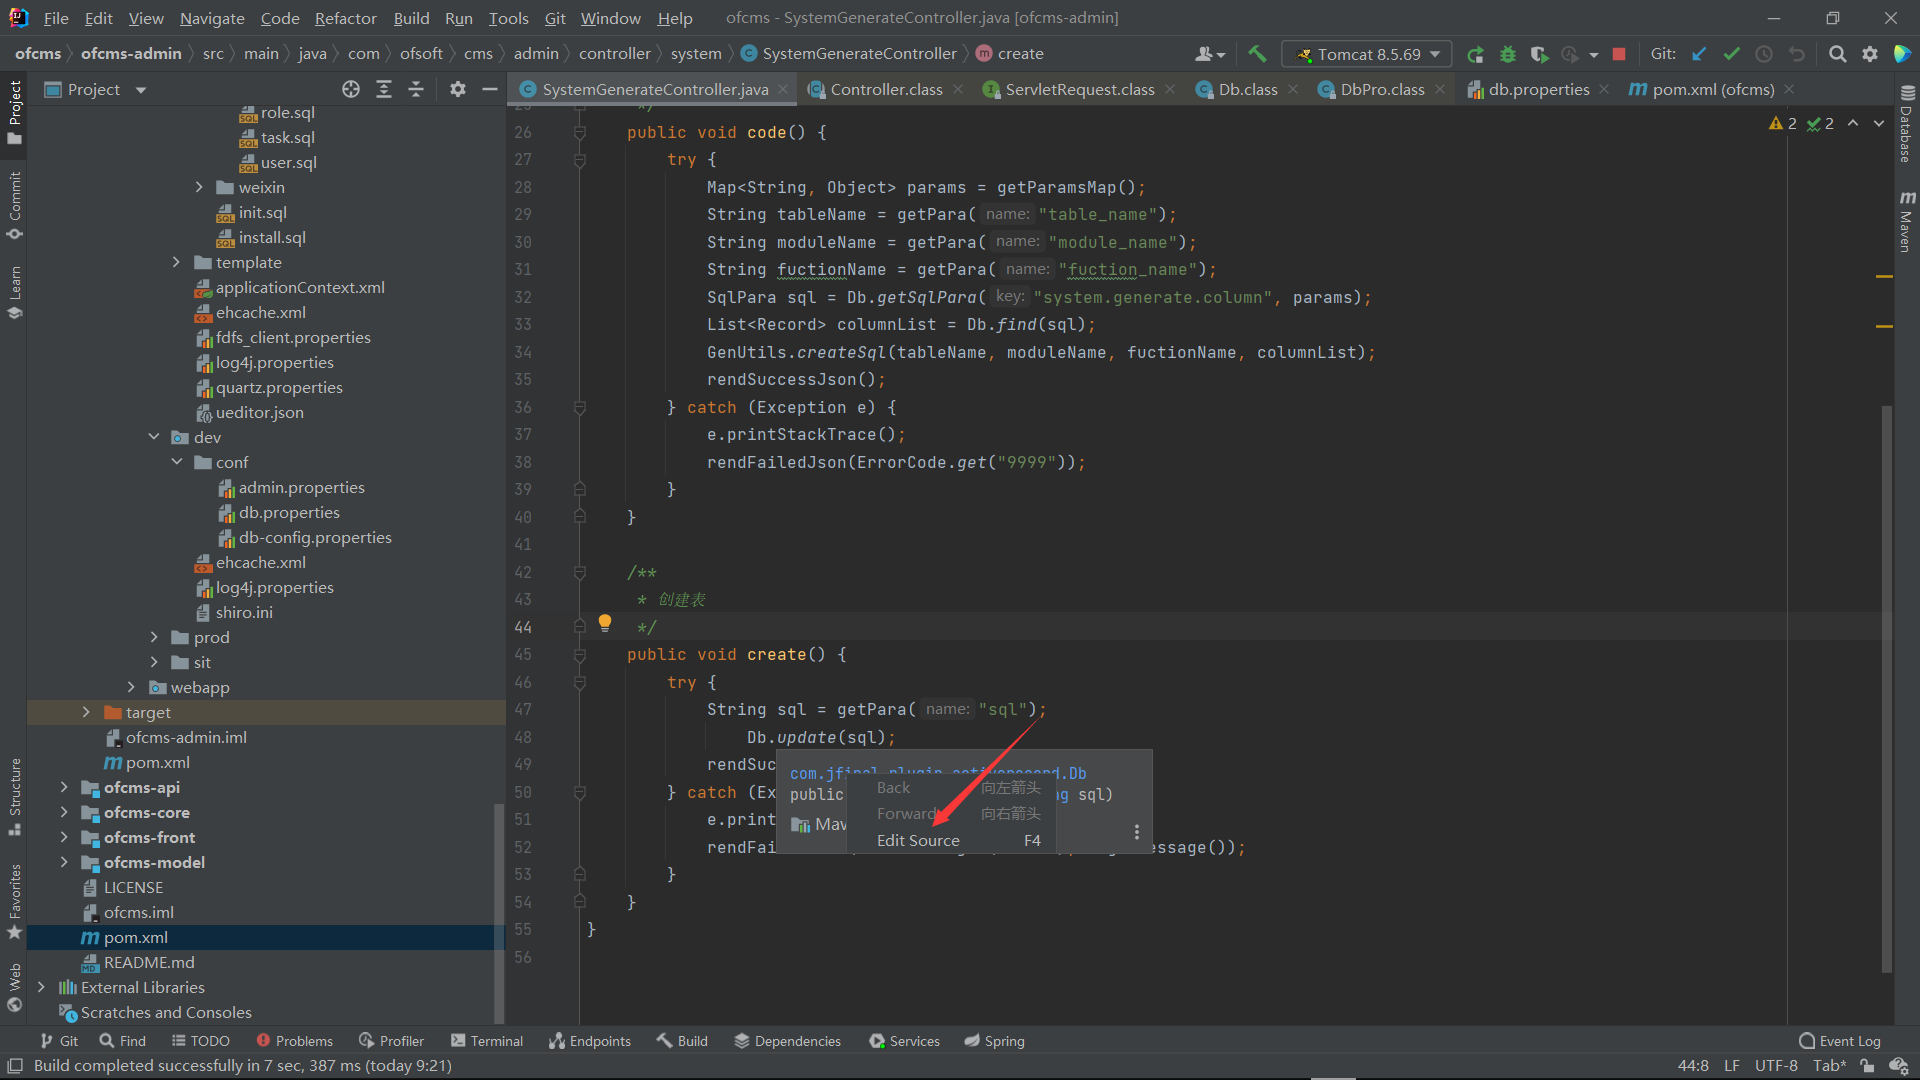 File Edit View Navigate Code Refactor Build Run Tools Git Window Help ofcms - SystemGenerateController.java [ofcms-admin]
ofcms ofcms-admin src main java com ofsoft cms admin controller system SystemGenerateController create Tomcat 8.5.69 Git:
Project
SystemGenerateController.java Controller.class ServletRequest.class Db.class DbPro.class db.properties pom.xml (ofcms)
Project
Commit
Learn
Structure
Favorites
Web
role.sql
task.sql
user.sql
weixin
init.sql
install.sql
template
applicationContext.xml
ehcache.xml
fdfs_client.properties
log4j.properties
quartz.properties
ueditor.json
dev
conf
admin.properties
db.properties
db-config.properties
ehcache.xml
log4j.properties
shiro.ini
prod
sit
webapp
target
ofcms-admin.iml
pom.xml
ofcms-api
ofcms-core
ofcms-front
ofcms-model
LICENSE
ofcms.iml
pom.xml
README.md
External Libraries
Scratches and Consoles
2 2
25 */
26 public void code() {
27 try {
28 Map<String, Object> params = getParamsMap();
29 String tableName = getPara( name: "table_name");
30 String moduleName = getPara( name: "module_name");
31 String fuctionName = getPara( name: "fuction_name");
32 SqlPara sql = Db.getSqlPara( key: "system.generate.column", params);
33 List<Record> columnList = Db.find(sql);
34 GenUtils.createSql(tableName, moduleName, fuctionName, columnList);
35 rendSuccessJson();
36 } catch (Exception e) {
37 e.printStackTrace();
38 rendFailedJson(ErrorCode.get("9999"));
39 }
40 }
41
42 /**
43 * 创建表
44 */
45 public void create() {
46 try {
47 String sql = getPara( name: "sql");
48 Db.update(sql);
49 rendSuc
50 } catch (Ex
51 e.print
52 rendFai essage());
53 }
54 }
55 }
56
com.jfinal.plugin.activerecord.Db
public g sql)
Mav
Back 向左箭头
Forward 向右箭头
Edit Source F4
Database
Maven
Git Find TODO Problems Profiler Terminal Endpoints Build Dependencies Services Spring Event Log
Build completed successfully in 7 sec, 387 ms (today 9:21) 44:8 LF UTF-8 Tab*